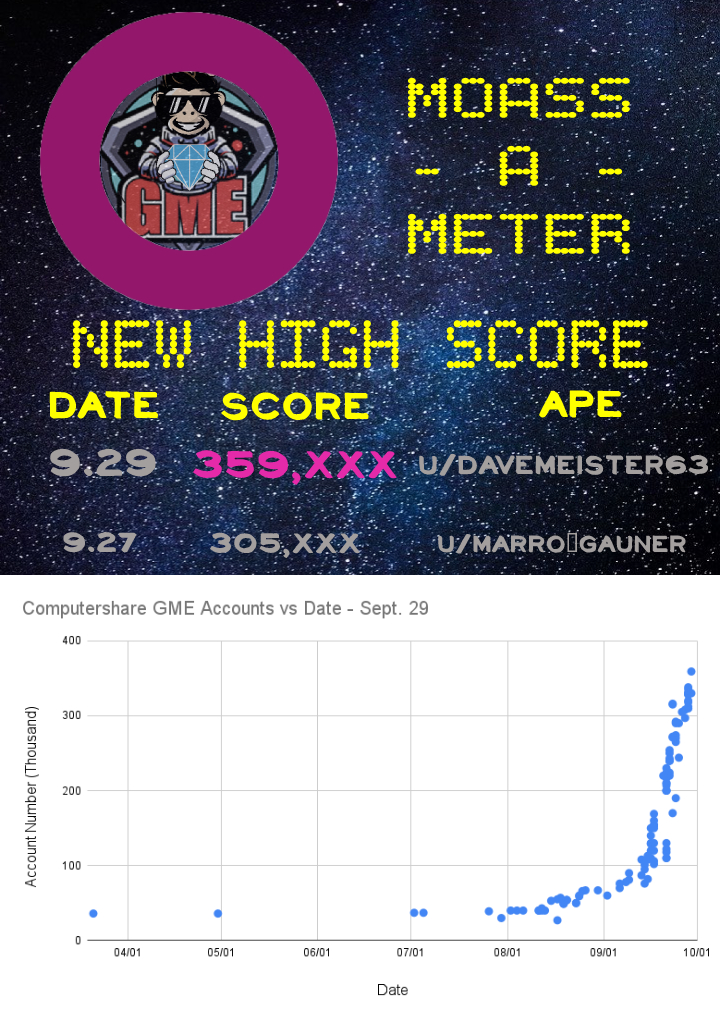 MOASS
- A -
METER
GME
NEW HIGH SCORE
DATE SCORE APE
9.29 359,XXX U/DAVEMEISTER63
9.27 305,XXX U/MARRO▯GAUNER
Computershare GME Accounts vs Date - Sept. 29
Account Number (Thousand)
400
300
200
100
0
04/01 05/01 06/01 07/01 08/01 09/01 10/01
Date